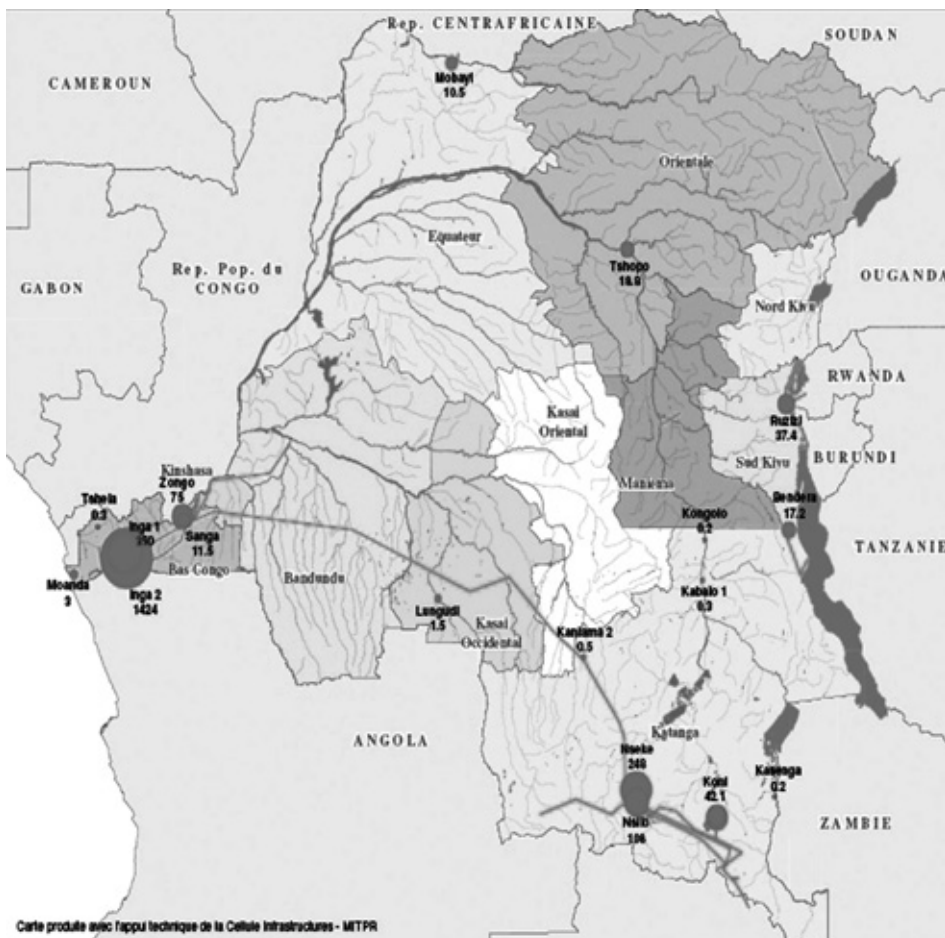 Rep. CENTRAFRICAINE
SOUDAN
CAMEROUN
Mobayi
10.5
Orientale
Equateur
Tshopo
18.8
Rep. Pop. du
CONGO
GABON
OUGANDA
Nord Kivu
RWANDA
Kasai
Oriental
Ruzizi
37.4
Sud Kivu
BURUNDI
Maniema
Kinshasa
Zongo
75
Tshela
0.3
Bendera
17.2
Kongolo
0.2
TANZANIE
Inga 1
350
Sanga
11.5
Bas Congo
Moanda
3
Inga 2
1424
Bandundu
Kabalo 1
0.3
Lungudi
1.5
Kasai
Occidental
Kaniama 2
0.5
ANGOLA
Katanga
Nseke
248
Koni
42.1
Kasenga
0.2
Nzilo
108
ZAMBIE
Carte produite avec l'appui technique de la Cellule Infrastructures - MITPR